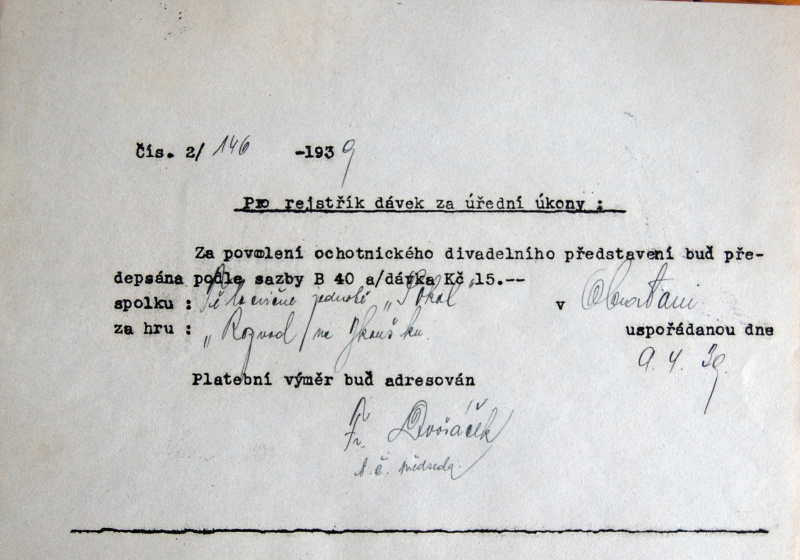 Čís. 2/ 146 -1939
Pro rejstřík dávek za úřední úkony :
Za povolení ochotnického divadelního představení buď pře-
depsána podle sazby B 40 a/dávka Kč 15.--
spolku : Tělocvičné jednotě „Sokol" v Obratani
za hru : „Rozvod na zkoušku. uspořádanou dne
9. 4. 39.
Platební výměr buď adresován
Fr. Dvořáček
t. č. předseda.